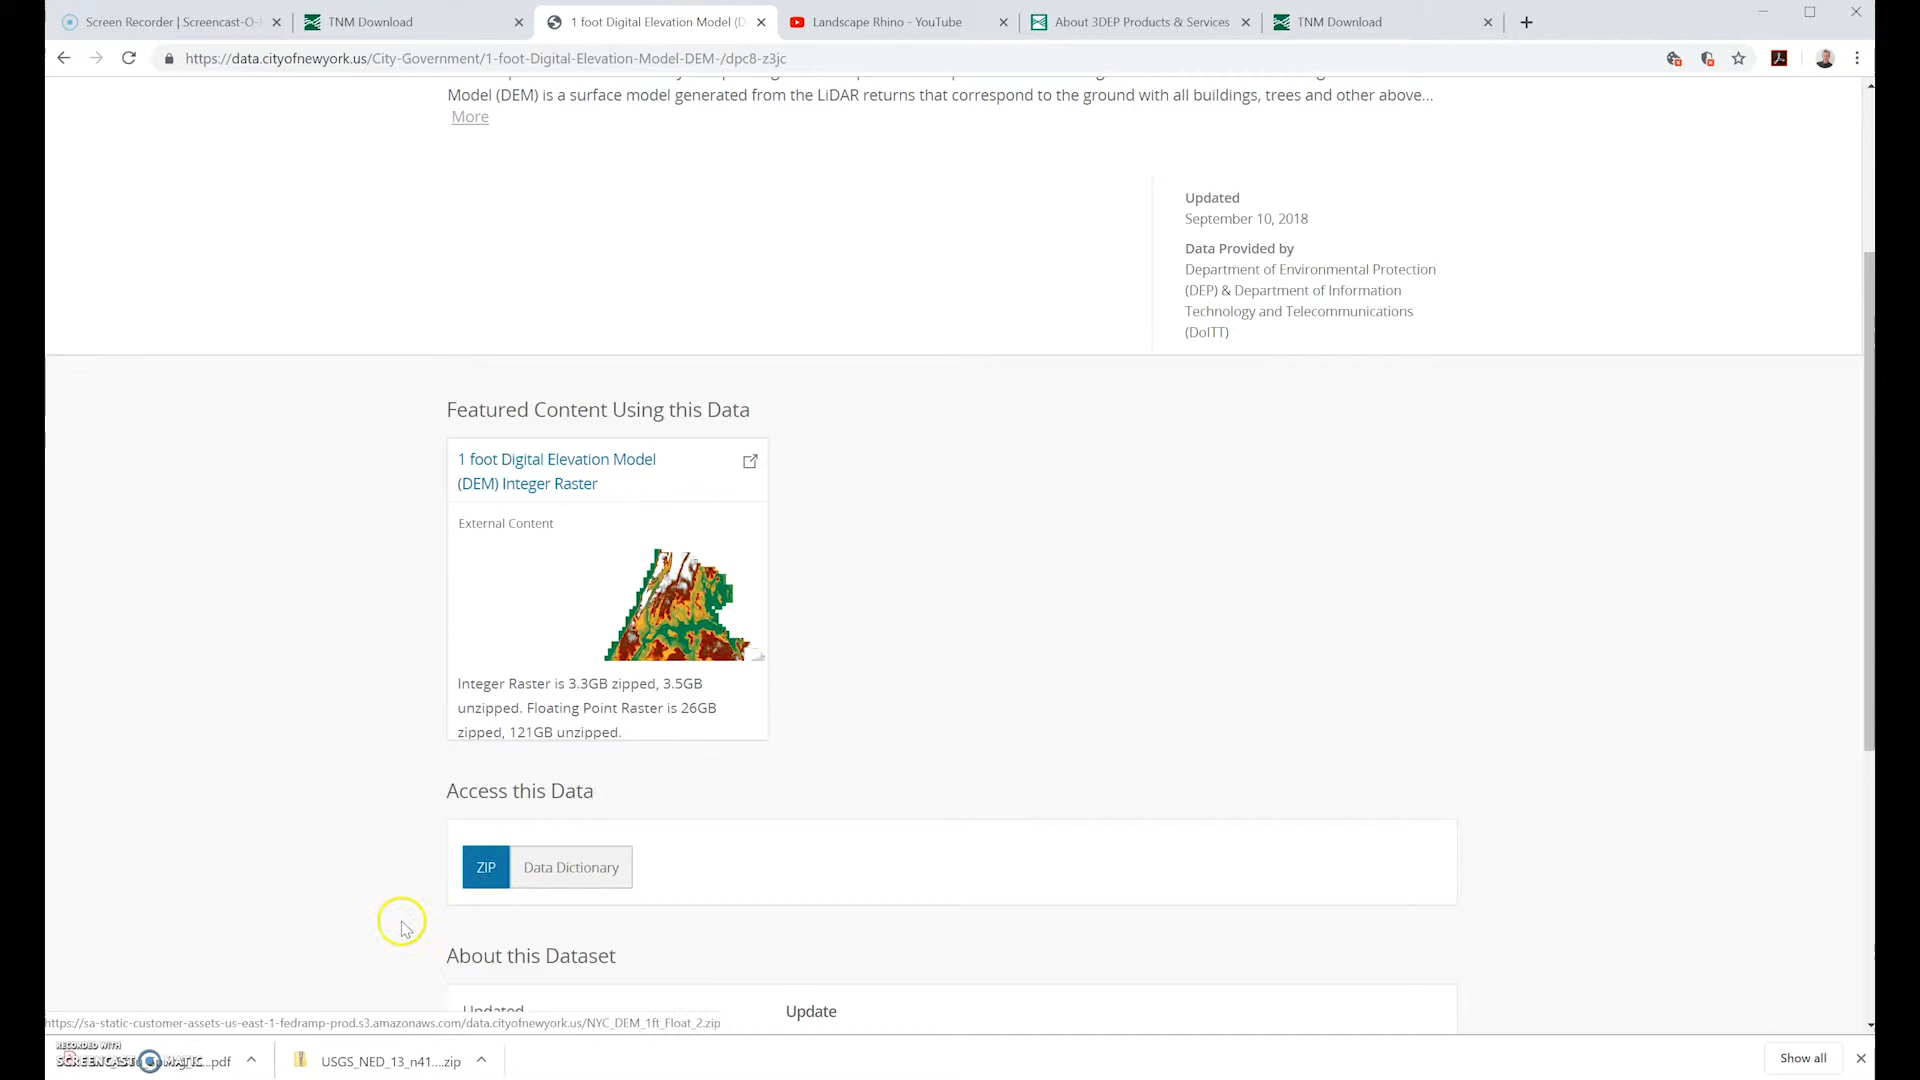 Screen Recorder | Screencast-O-
TNM Download
1 foot Digital Elevation Model (D
Landscape Rhino - YouTube
About 3DEP Products & Services
TNM Download
https://data.cityofnewyork.us/City-Government/1-foot-Digital-Elevation-Model-DEM-/dpc8-z3jc
Model (DEM) is a surface model generated from the LiDAR returns that correspond to the ground with all buildings, trees and other above...
More
Updated
September 10, 2018
Data Provided by
Department of Environmental Protection
(DEP) & Department of Information
Technology and Telecommunications
(DoITT)
Featured Content Using this Data
1 foot Digital Elevation Model
(DEM) Integer Raster
External Content
Integer Raster is 3.3GB zipped, 3.5GB
unzipped. Floating Point Raster is 26GB
zipped, 121GB unzipped.
Access this Data
ZIP
Data Dictionary
About this Dataset
Updated
Update
https://sa-static-customer-assets-us-east-1-fedramp-prod.s3.amazonaws.com/data.cityofnewyork.us/NYC_DEM_1ft_Float_2.zip
RECORDED WITH
SCREENCAST MATIC
...pdf
USGS_NED_13_n41....zip
Show all